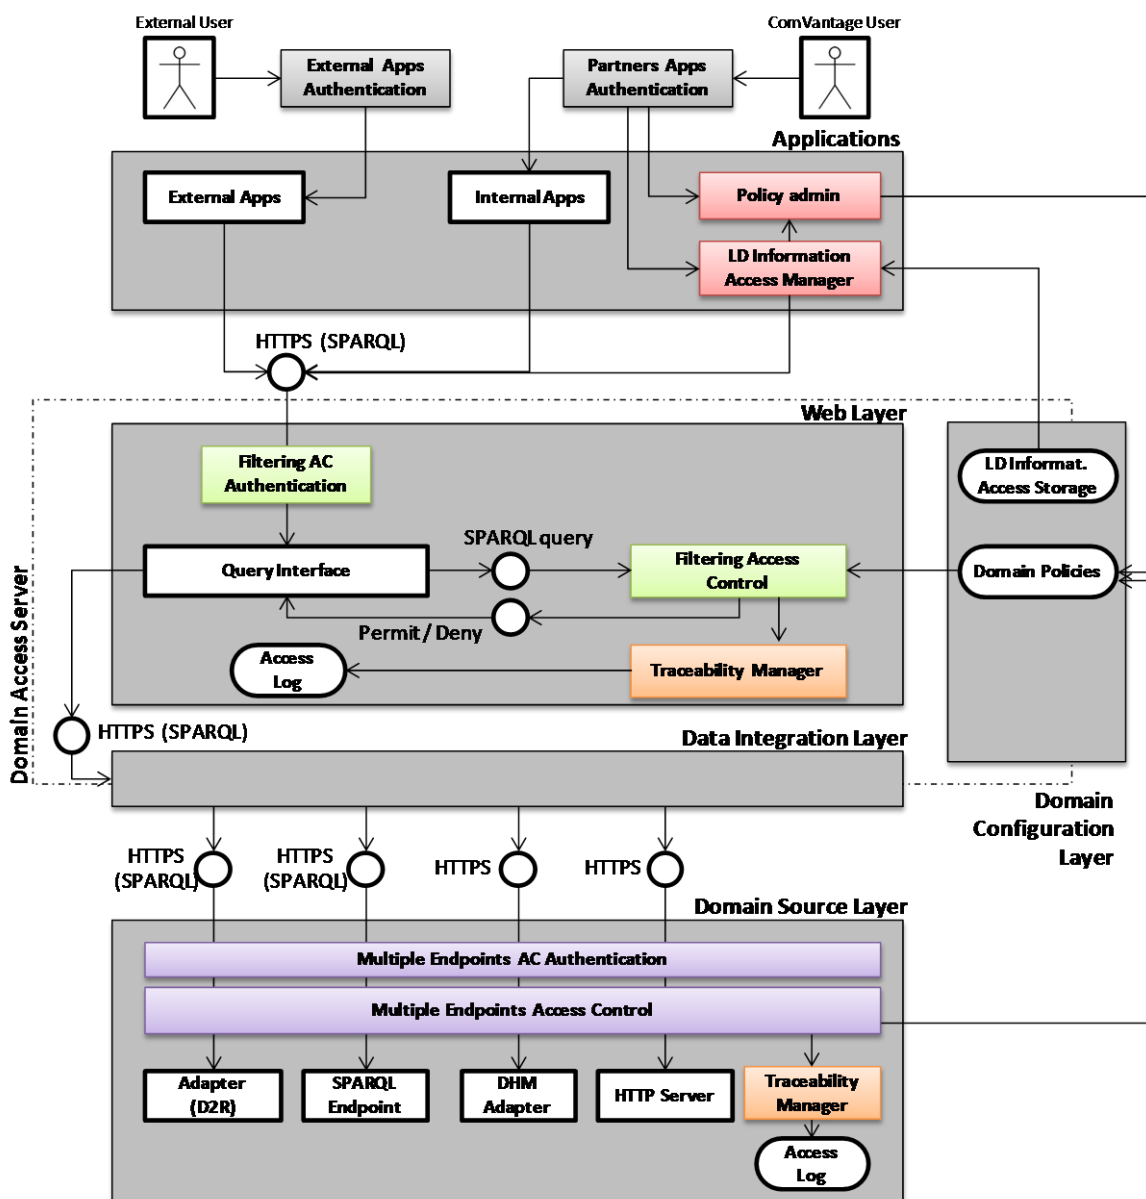 External User
ComVantage User
External Apps
Authentication
Partners Apps
Authentication
Applications
External Apps
Internal Apps
Policy admin
LD Information
Access Manager
HTTPS (SPARQL)
Web Layer
Filtering AC
Authentication
LD Informat.
Access Storage
SPARQL query
Query Interface
Filtering Access
Control
Domain Policies
Permit / Deny
Access
Log
Traceability Manager
Domain Access Server
HTTPS (SPARQL)
Data Integration Layer
Domain
Configuration
Layer
HTTPS
(SPARQL)
HTTPS
(SPARQL)
HTTPS
HTTPS
Domain Source Layer
Multiple Endpoints AC Authentication
Multiple Endpoints Access Control
Adapter
(D2R)
SPARQL
Endpoint
DHM
Adapter
HTTP Server
Traceability
Manager
Access
Log